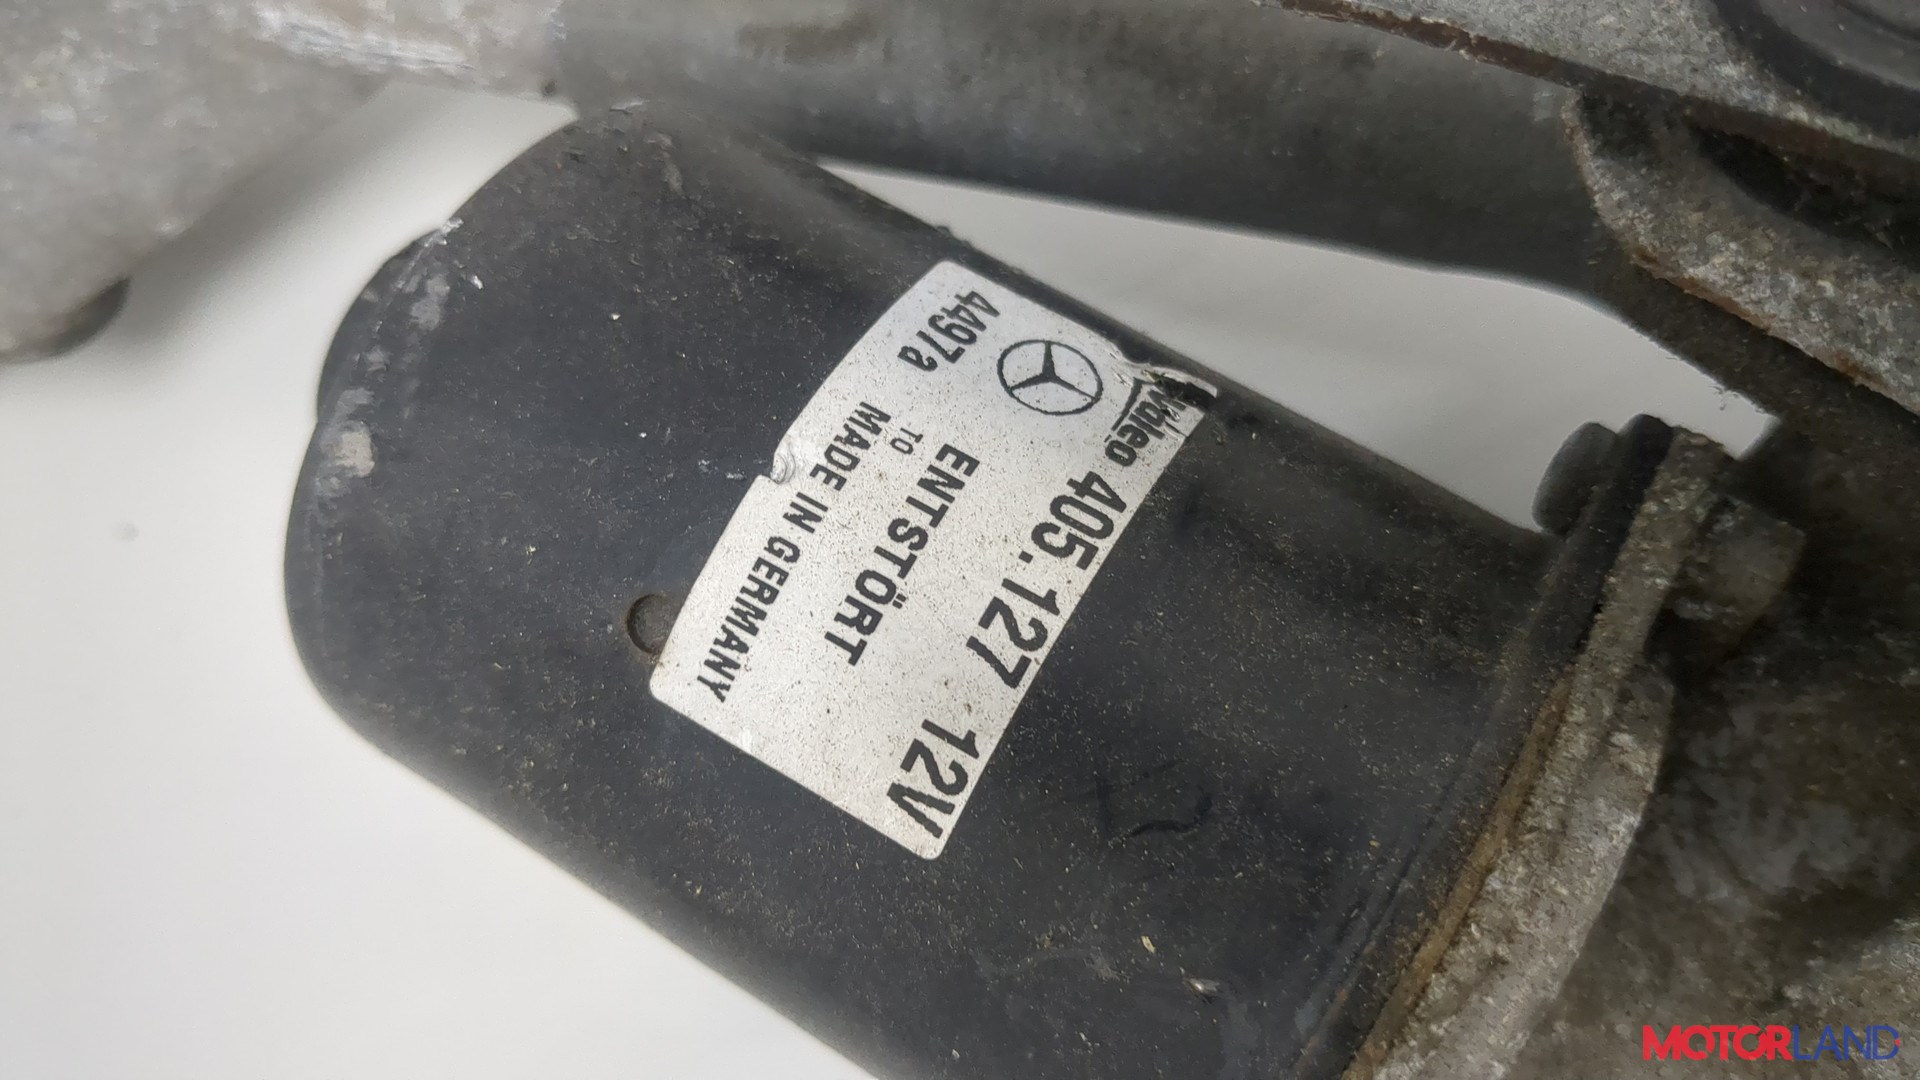 valeo 405.127 12V
ENTSTÖRT
TO
MADE IN GERMANY
4497a
MOTORLAND